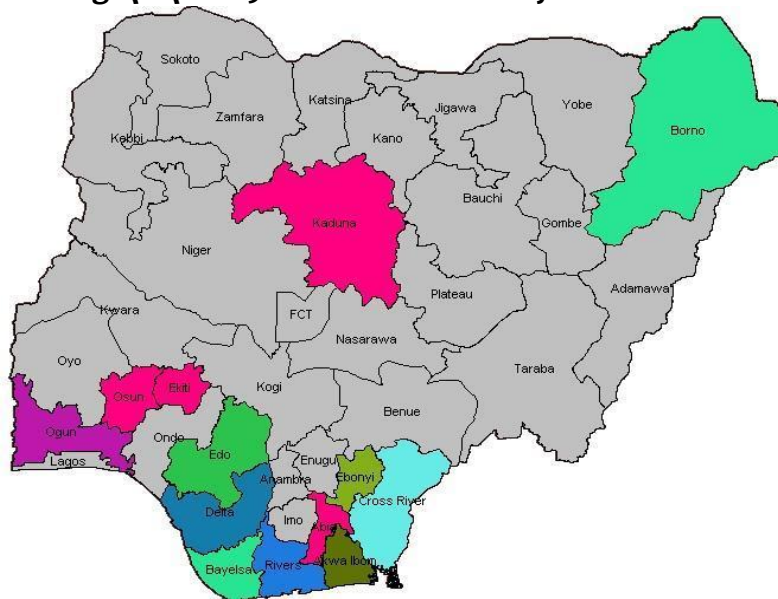 Sokoto
Katsina
Jigawa
Yobe
Borno
Zamfara
Kebbi
Kano
Kaduna
Bauchi
Gombe
Niger
Adamawa
Plateau
FCT
Kwara
Nasarawa
Oyo
Taraba
Osun
Ekiti
Kogi
Benue
Ogun
Ondo
Edo
Enugu
Lagos
Anambra
Ebonyi
Cross River
Delta
Imo
Abia
Bayelsa
Rivers
Akwa Ibom